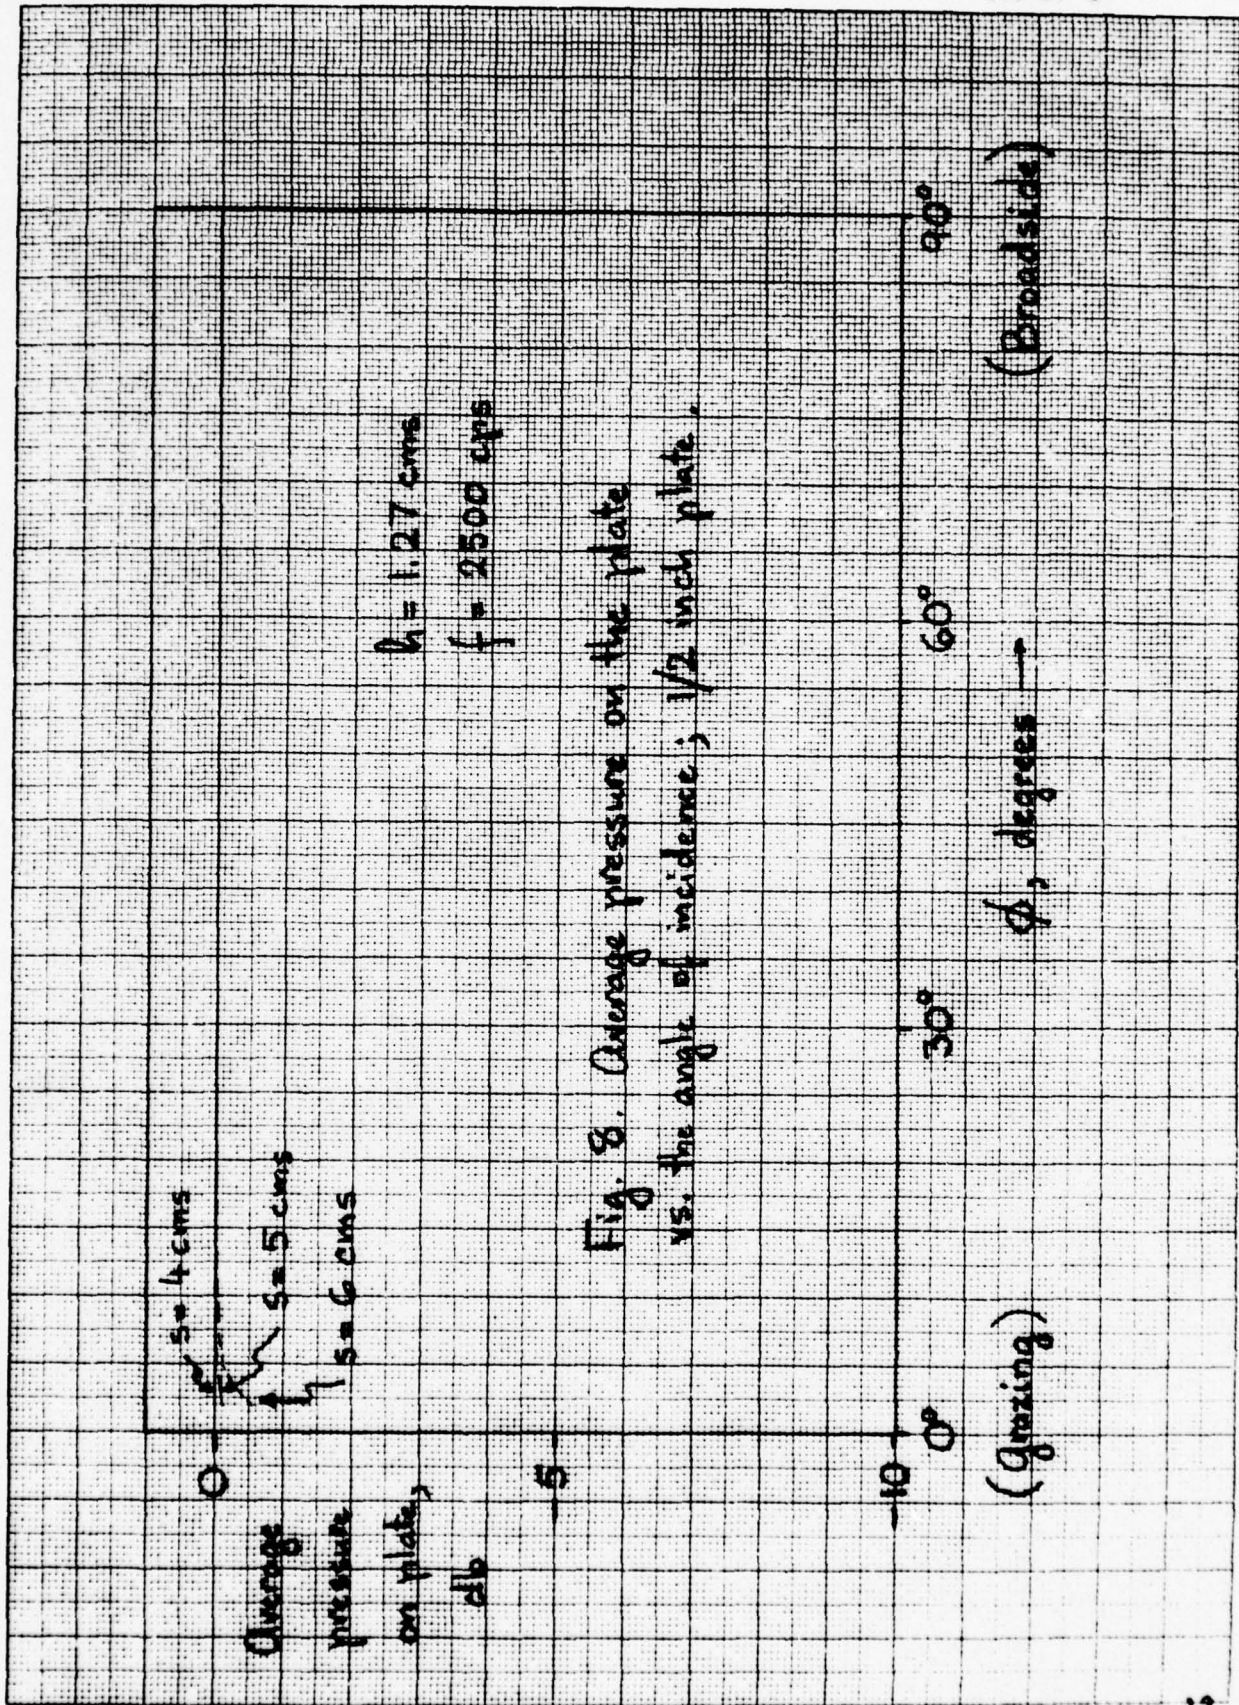 s = 4 cms
s = 5 cms
s = 6 cms
0
Average
pressure
on plate,
db
h = 1.27 cms
f = 2500 cps
-5
Fig. 8. Average pressure on the plate
vs. the angle of incidence; 1/2 inch plate.
-10
0°
30°
60°
90°
(Grazing)
ϕ, degrees →
(Broadside)